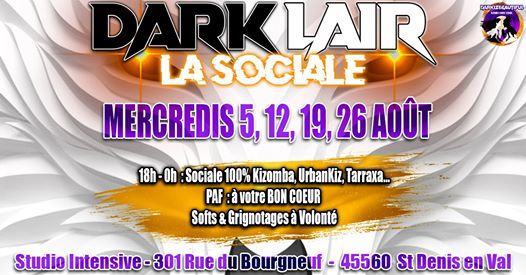 DARK LAIR
LA SOCIALE
MERCREDIS 5, 12, 19, 26 AOÛT
18h - 0h : Sociale 100% Kizomba, UrbanKiz, Tarraxa...
PAF : à votre BON COEUR
Softs & Grignotages à Volonté
Studio Intensive - 301 Rue du Bourgneuf - 45560 St Denis en Val